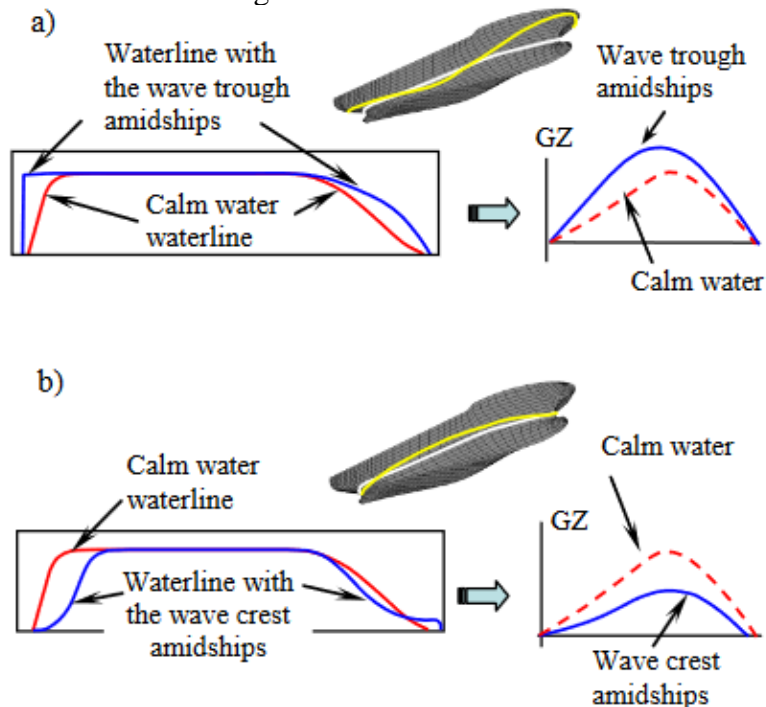 a)
Waterline with
the wave trough
amidships
Calm water
waterline
Wave trough
amidships
GZ
Calm water
b)
Calm water
waterline
Waterline with
the wave crest
amidships
Calm water
GZ
Wave crest
amidships